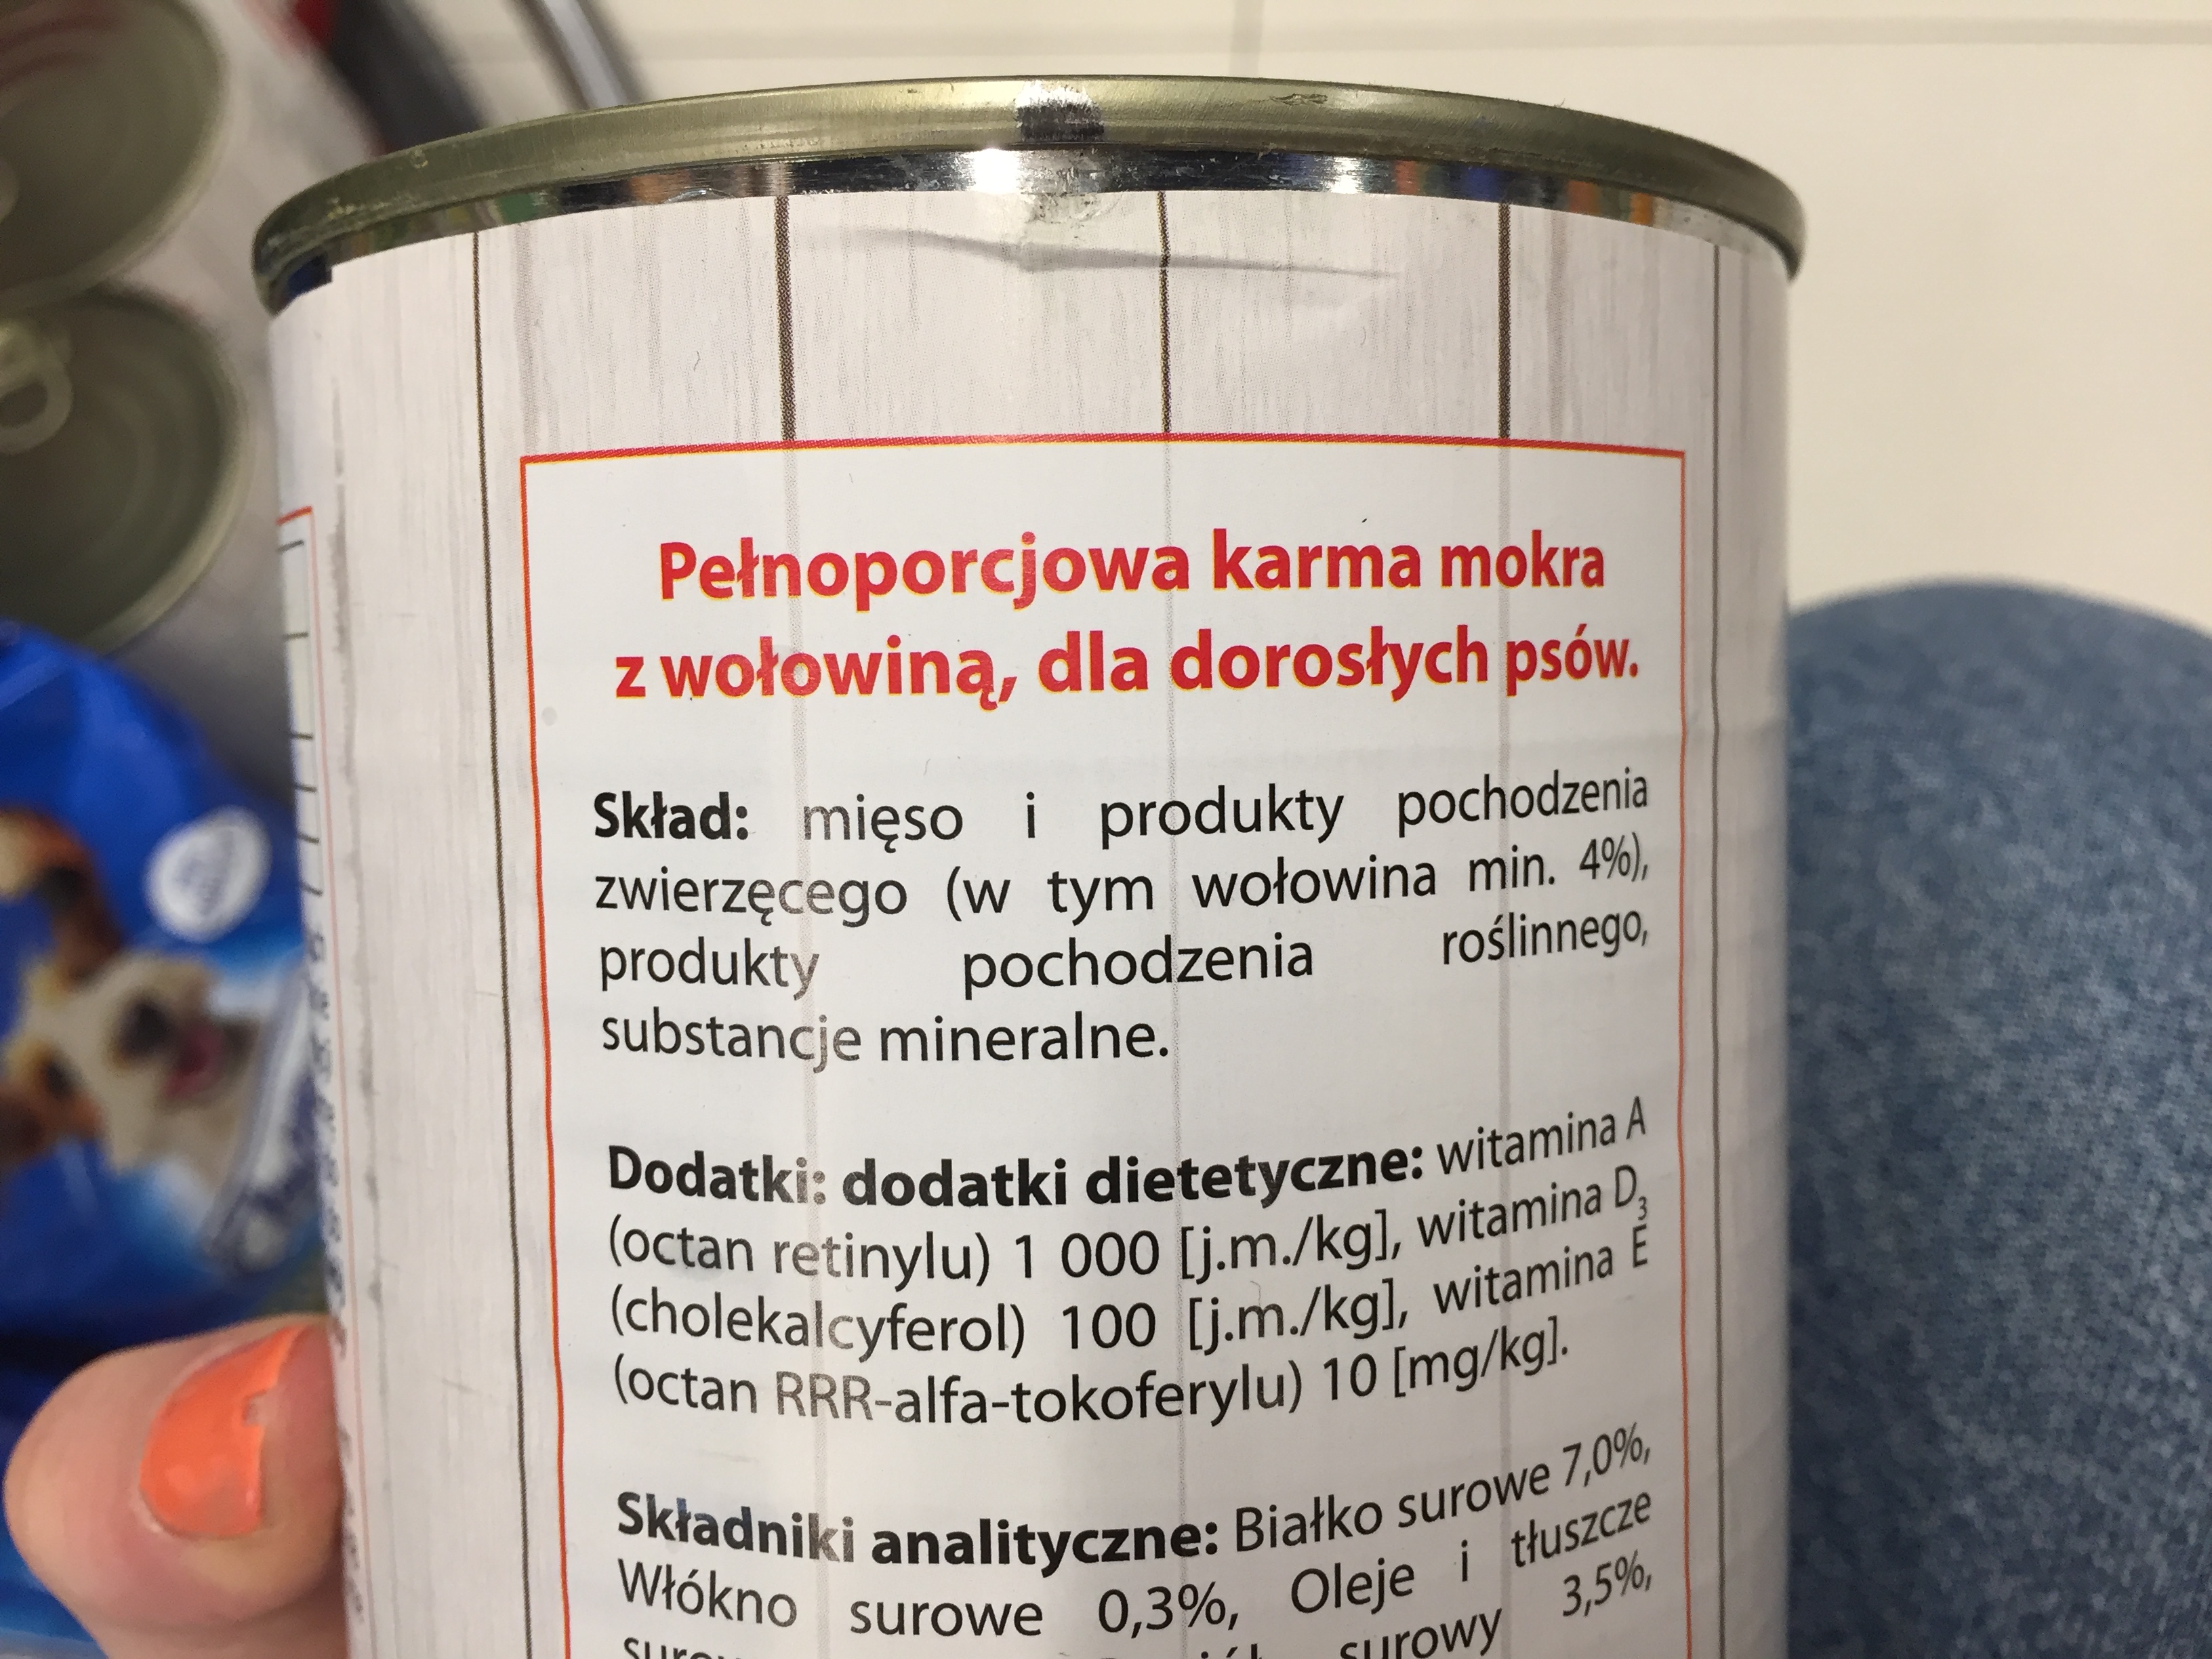 Pełnoporcjowa karma mokra
z wołowiną, dla dorosłych psów.
Skład: mięso i produkty pochodzenia
zwierzęcego (w tym wołowina min. 4%),
produkty pochodzenia roślinnego,
substancje mineralne.
Dodatki: dodatki dietetyczne: witamina A
(octan retinylu) 1 000 [j.m./kg], witamina D₃
(cholekalcyferol) 100 [j.m./kg], witamina E
(octan RRR-alfa-tokoferylu) 10 [mg/kg].
Składniki analityczne: Białko surowe 7,0%,
Włókno surowe 0,3%, Oleje i tłuszcze
surowy 3,5%,